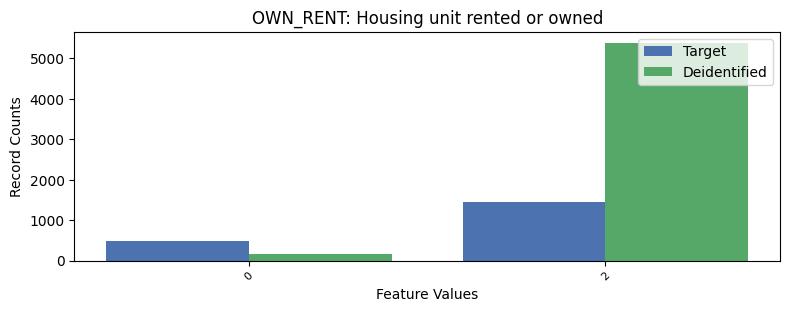 OWN_RENT: Housing unit rented or owned
Target
Deidentified
Record Counts
5000
4000
3000
2000
1000
0
0
2
Feature Values